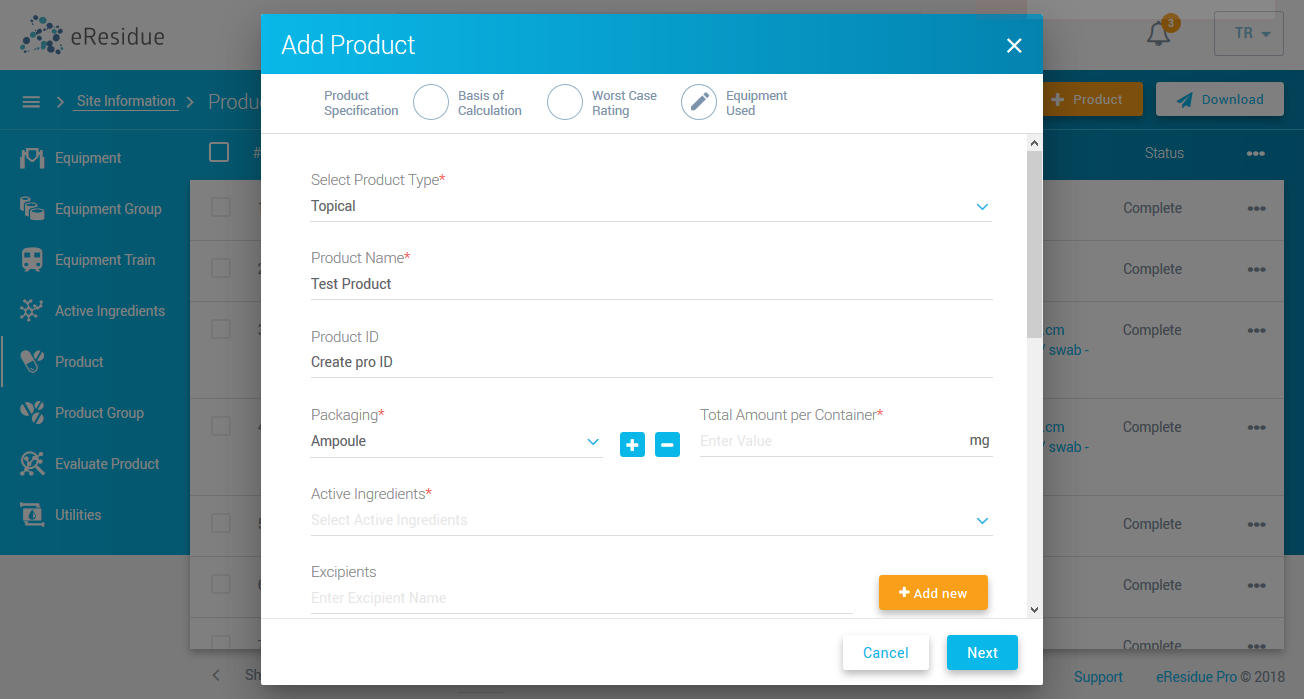 eResidue
Add Product
3
TR
Site Information
Product
Download
Product
Specification
Basis of
Calculation
Worst Case
Rating
Equipment
Used
Equipment
Equipment Group
Equipment Train
Active Ingredients
Product
Product Group
Evaluate Product
Utilities
#
Status
Select Product Type*
Topical
Complete
Product Name*
Test Product
Complete
Product ID
Create pro ID
.cm
/ swab -
Complete
Packaging*
Ampoule
Total Amount per Container*
Enter Value
mg
.cm
/ swab -
Complete
Active Ingredients*
Select Active Ingredients
Complete
Excipients
Enter Excipient Name
Add new
Complete
Complete
Cancel
Next
Support
eResidue Pro © 2018